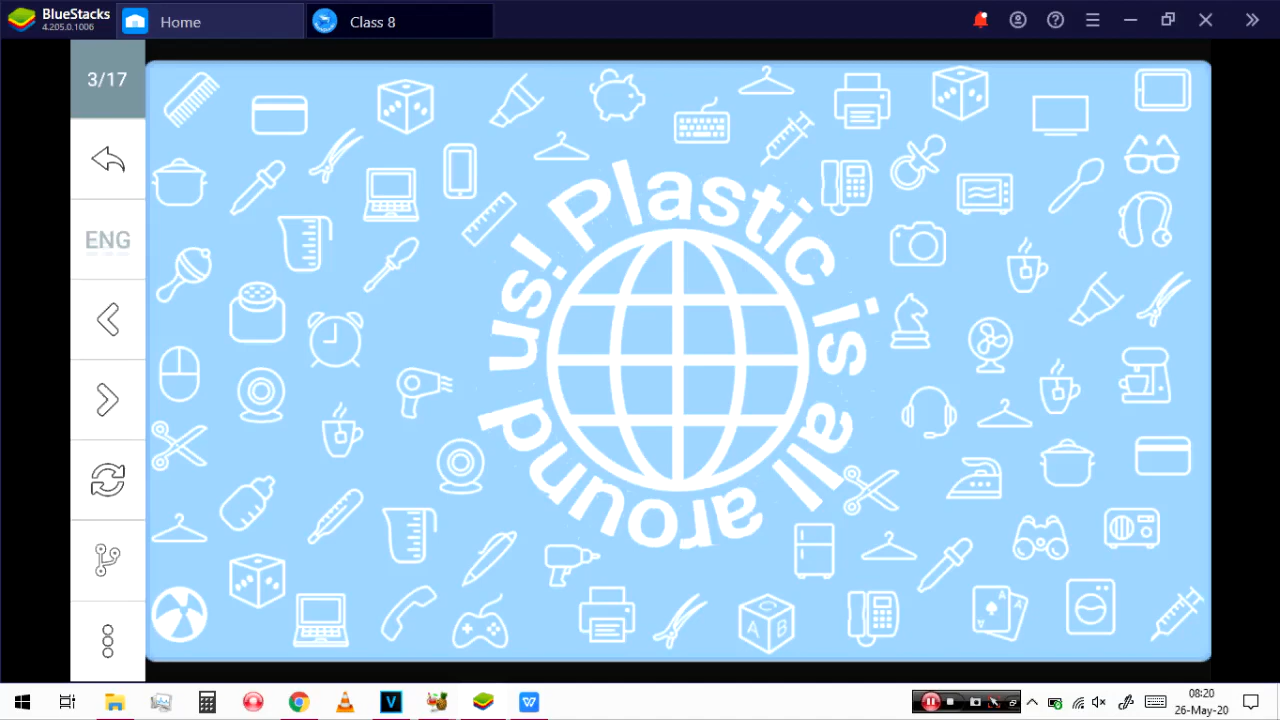 BlueStacks
4.205.0.1006
Home
Class 8
3/17
ENG
Plastic is all around us!
A
A
A
C
B
08:20
26-May-20